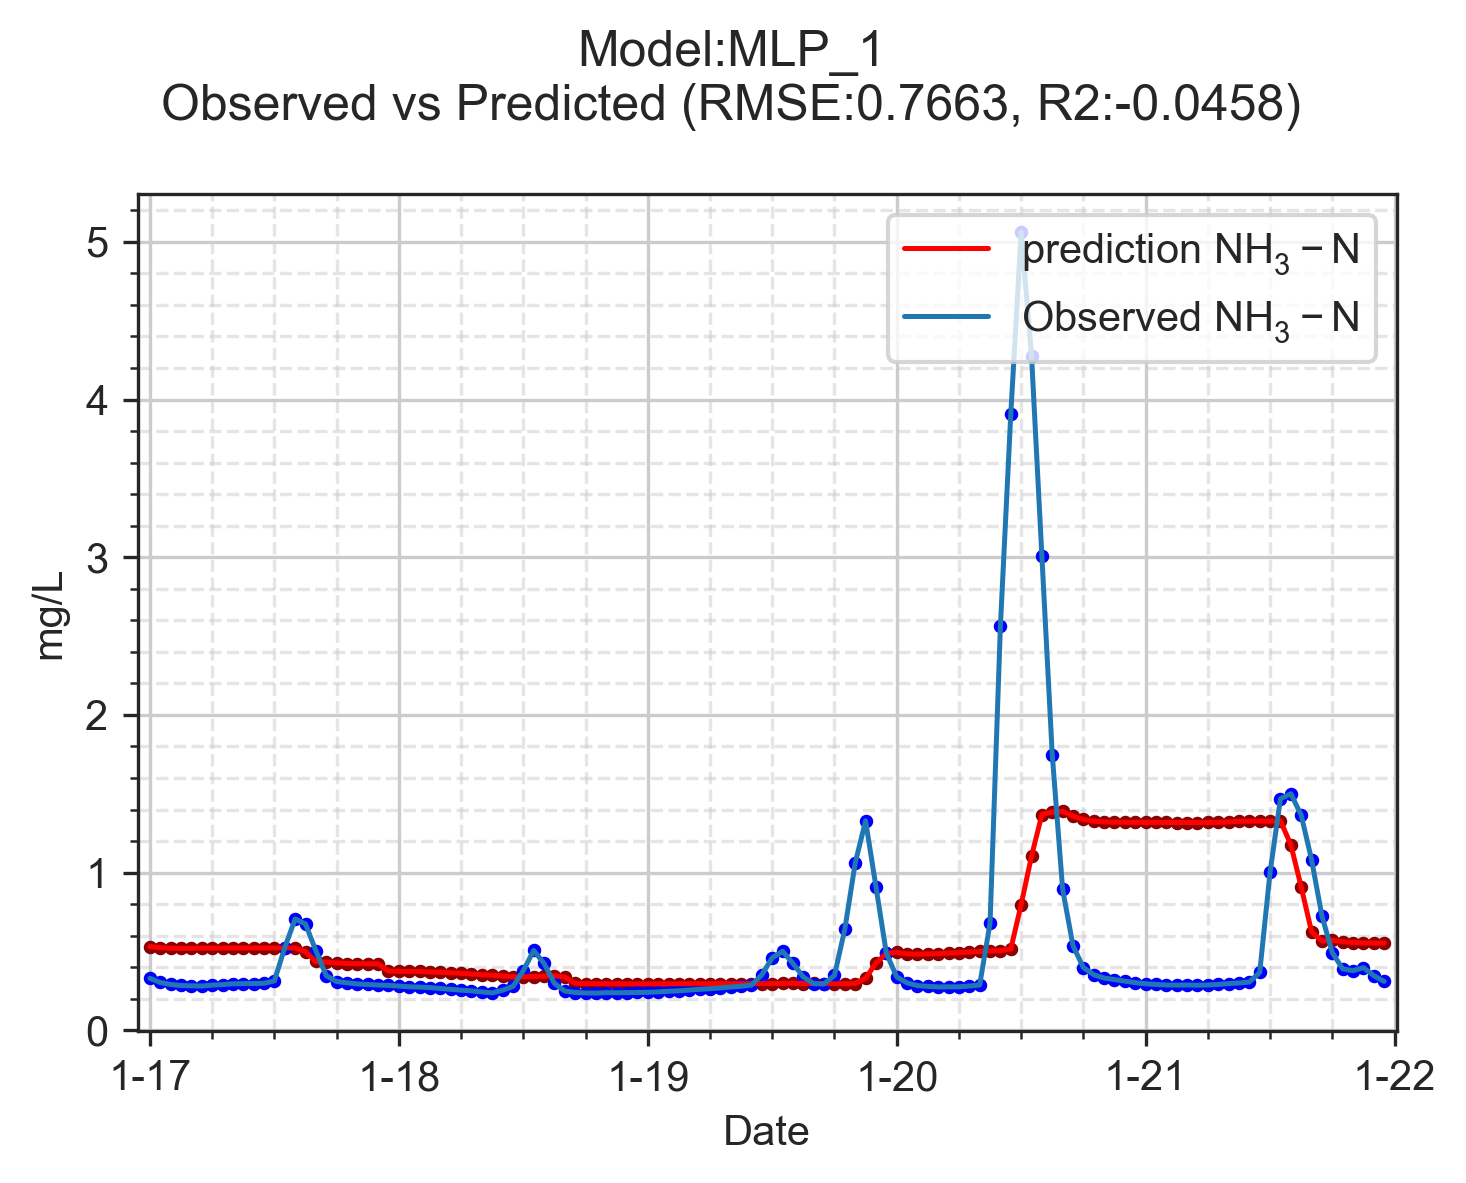 Model:MLP_1
Observed vs Predicted (RMSE:0.7663, R2:-0.0458)
prediction NH₃ − N
Observed NH₃ − N
5
4
3
2
1
0
mg/L
1-17 1-18 1-19 1-20 1-21 1-22
Date